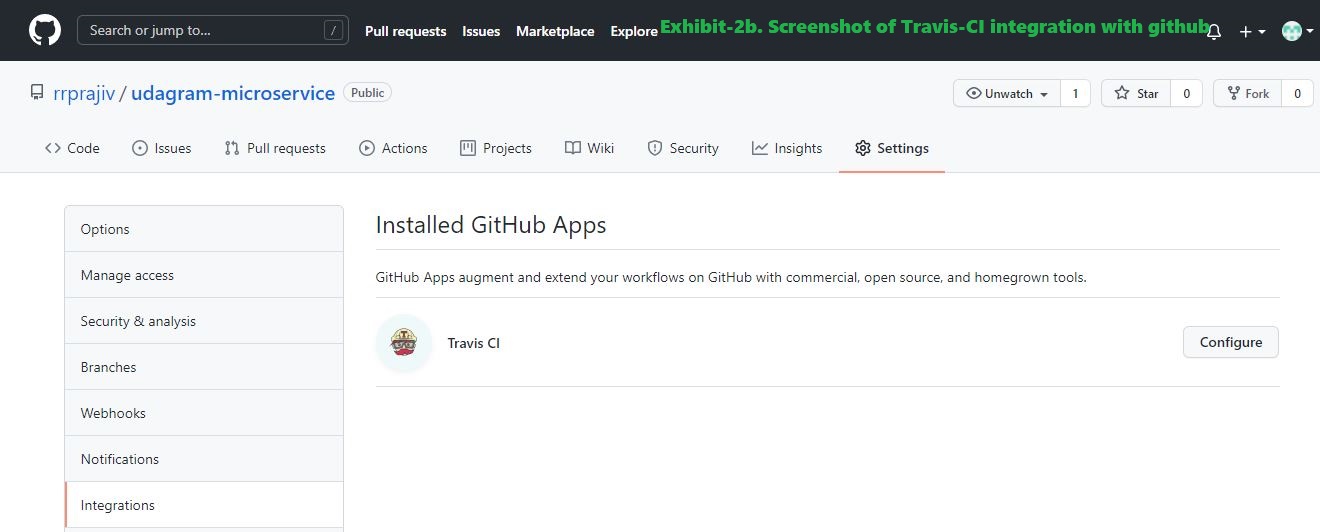 Search or jump to... / Pull requests Issues Marketplace Explore Exhibit-2b. Screenshot of Travis-CI integration with github
rrprajiv / udagram-microservice Public Unwatch 1 Star 0 Fork 0
Code Issues Pull requests Actions Projects Wiki Security Insights Settings
Options
Manage access
Security & analysis
Branches
Webhooks
Notifications
Integrations
Installed GitHub Apps
GitHub Apps augment and extend your workflows on GitHub with commercial, open source, and homegrown tools.
Travis CI Configure